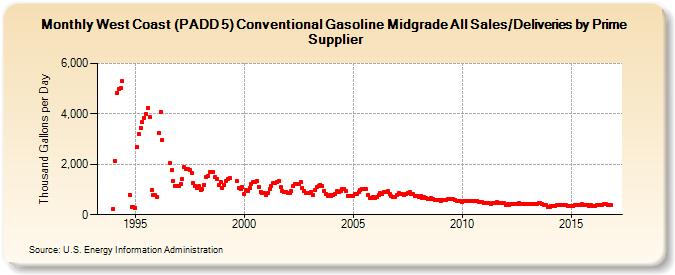 Monthly West Coast (PADD 5) Conventional Gasoline Midgrade All Sales/Deliveries by Prime
Supplier
Thousand Gallons per Day
6,000
4,000
2,000
0
1995
2000
2005
2010
2015
Source: U.S. Energy Information Administration